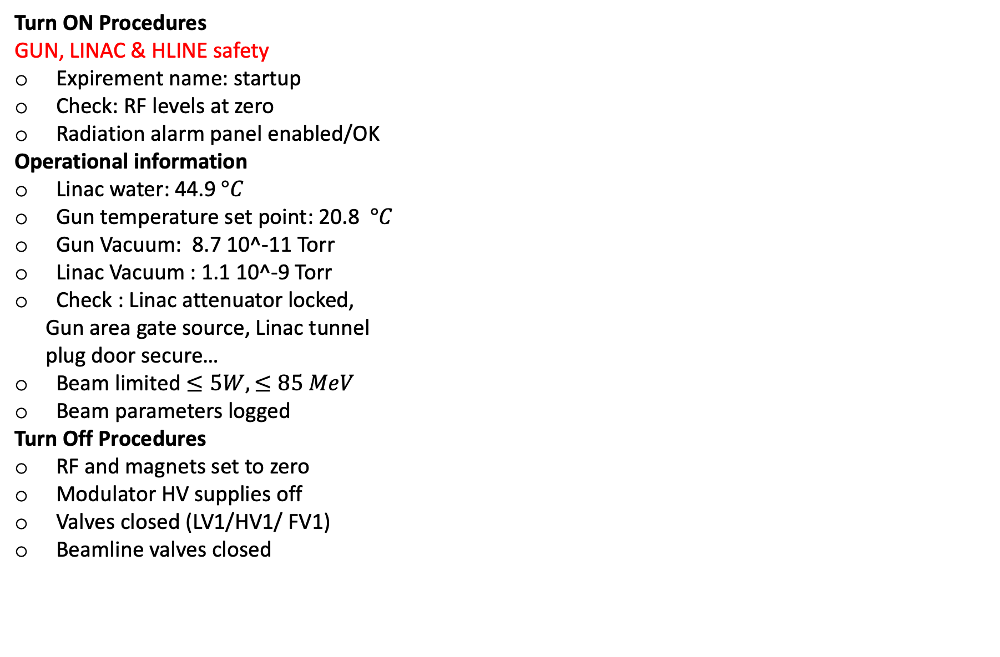 Turn ON Procedures
GUN, LINAC & HLINE safety
○ Expirement name: startup
○ Check: RF levels at zero
○ Radiation alarm panel enabled/OK
Operational information
○ Linac water: 44.9 °C
○ Gun temperature set point: 20.8 °C
○ Gun Vacuum: 8.7 10^-11 Torr
○ Linac Vacuum : 1.1 10^-9 Torr
○ Check : Linac attenuator locked,
Gun area gate source, Linac tunnel
plug door secure...
○ Beam limited ≤ 5W, ≤ 85 MeV
○ Beam parameters logged
Turn Off Procedures
○ RF and magnets set to zero
○ Modulator HV supplies off
○ Valves closed (LV1/HV1/ FV1)
○ Beamline valves closed